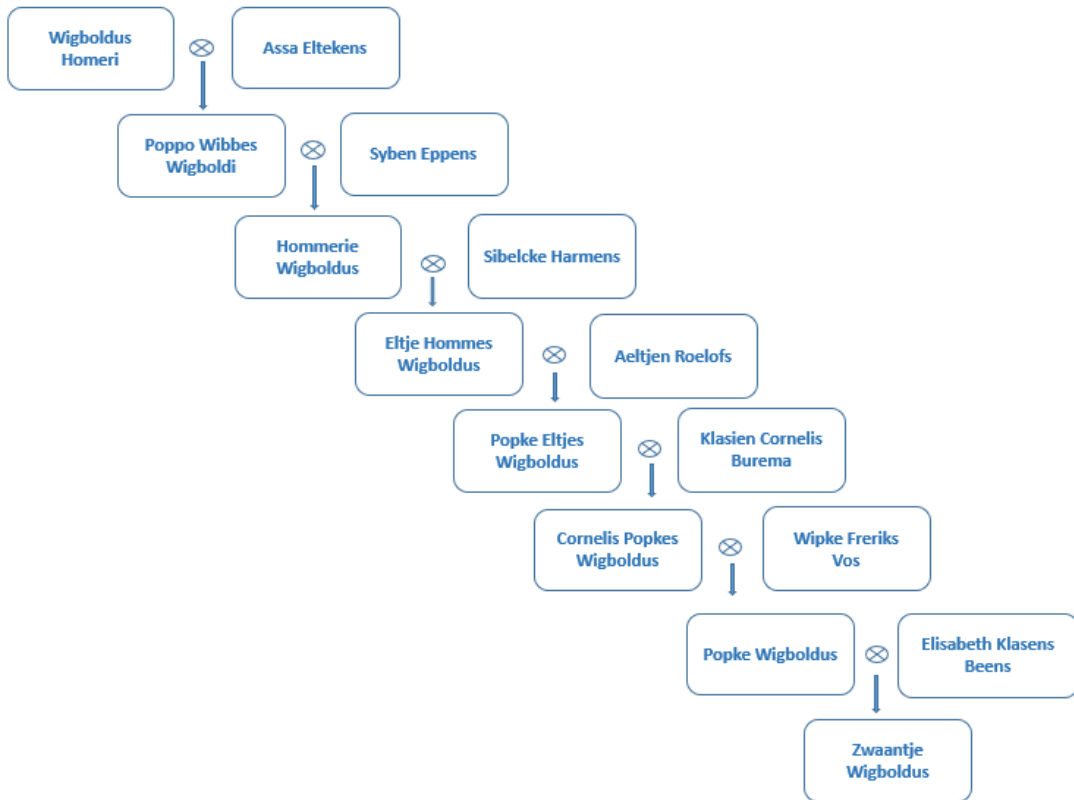 Wigboldus
Homeri
Assa Eltekens
Poppo Wibbes
Wigboldi
Syben Eppens
Hommerie
Wigboldus
Sibelcke Harmens
Eltje Hommes
Wigboldus
Aeltjen Roelofs
Popke Eltjes
Wigboldus
Klasien Cornelis
Burema
Cornelis Popkes
Wigboldus
Wipke Freriks
Vos
Popke Wigboldus
Elisabeth Klasens
Beens
Zwaantje
Wigboldus